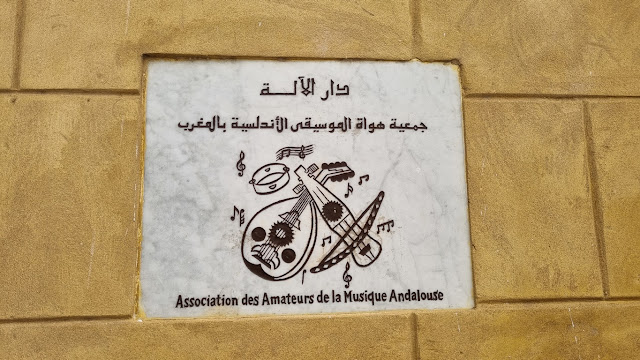 دار الآلة
جمعية هواة الموسيقى الأندلسية بالمغرب
Association des Amateurs de la Musique Andalouse